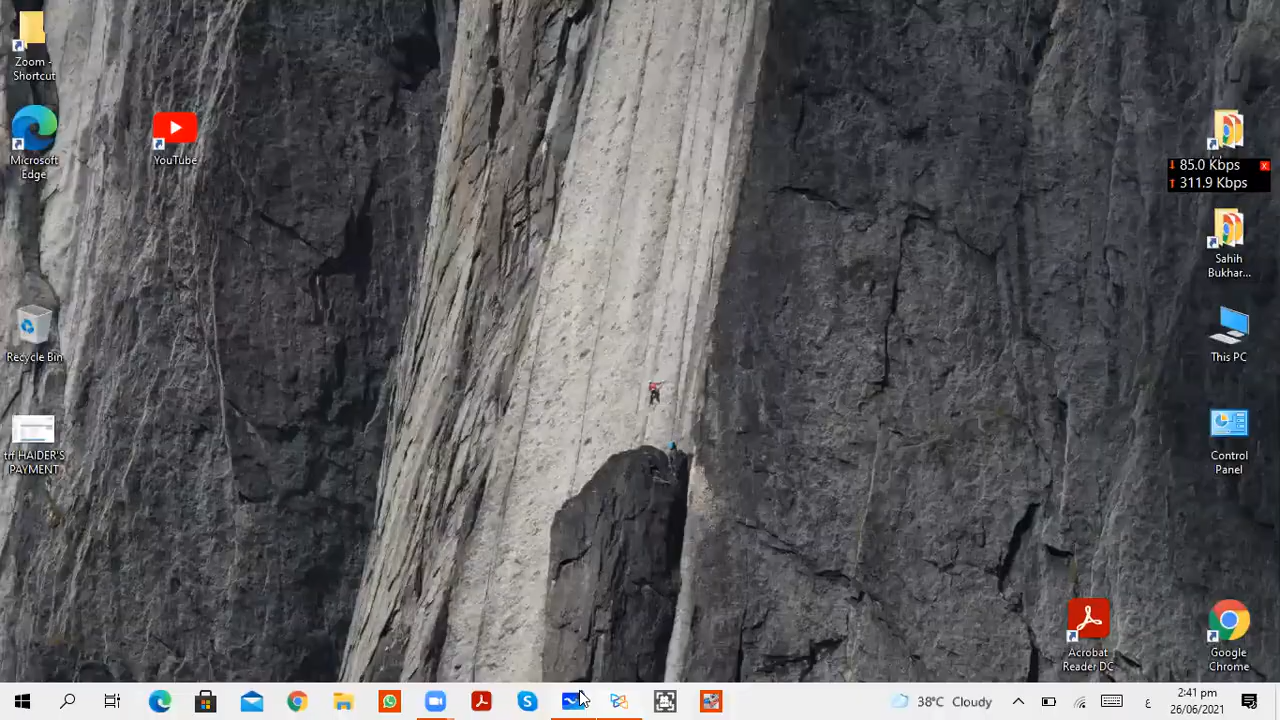 Zoom -
Shortcut
Microsoft
Edge
YouTube
85.0 Kbps
x
311.9 Kbps
Sahih
Bukhar...
Recycle Bin
This PC
trf HAIDER'S
PAYMENT
Control
Panel
Acrobat
Reader DC
Google
Chrome
38°C Cloudy
2:41 pm
26/06/2021